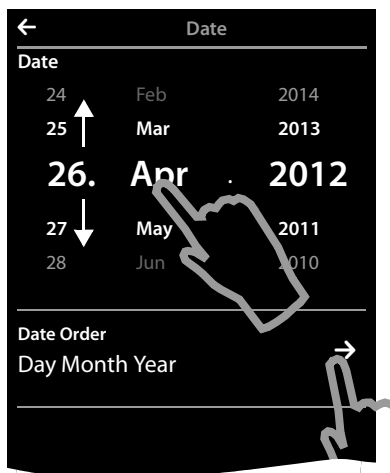 Date
Date
24 Feb 2014
25 Mar 2013
26. Apr . 2012
27 May 2011
28 Jun 2010
Date Order
Day Month Year